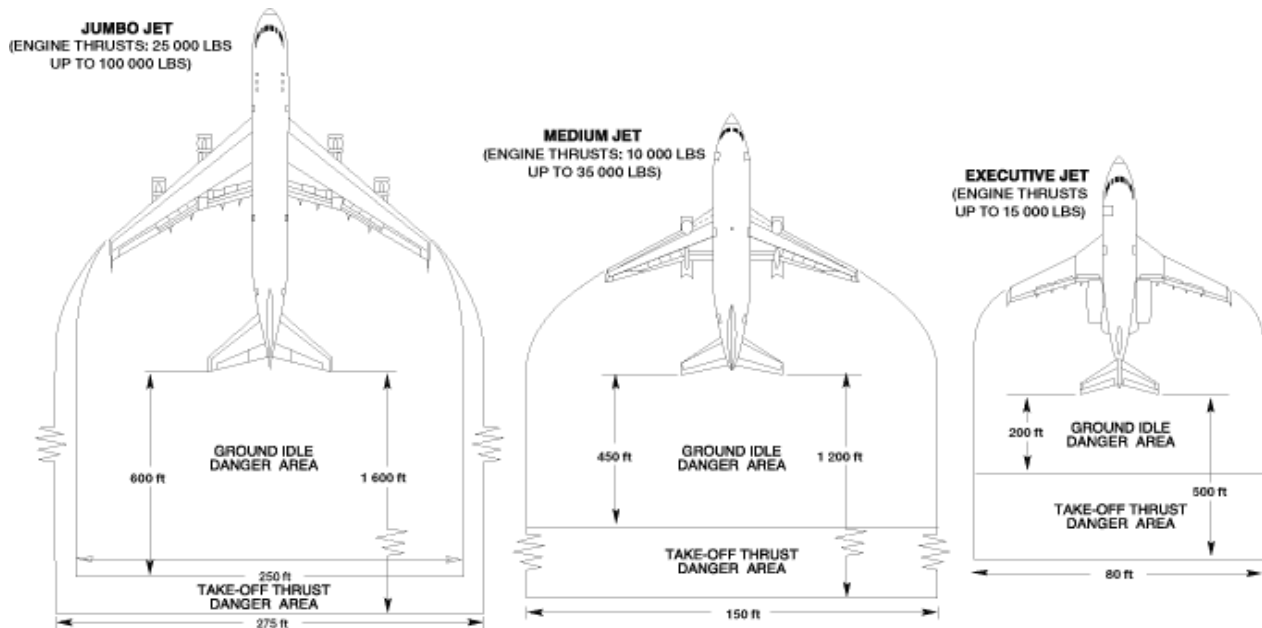 JUMBO JET
(ENGINE THRUSTS: 25 000 LBS
UP TO 100 000 LBS)
600 ft
GROUND IDLE
DANGER AREA
1 600 ft
250 ft
TAKE-OFF THRUST
DANGER AREA
275 ft
MEDIUM JET
(ENGINE THRUSTS: 10 000 LBS
UP TO 35 000 LBS)
450 ft
GROUND IDLE
DANGER AREA
1 200 ft
TAKE-OFF THRUST
DANGER AREA
150 ft
EXECUTIVE JET
(ENGINE THRUSTS
UP TO 15 000 LBS)
200 ft
GROUND IDLE
DANGER AREA
500 ft
TAKE-OFF THRUST
DANGER AREA
80 ft